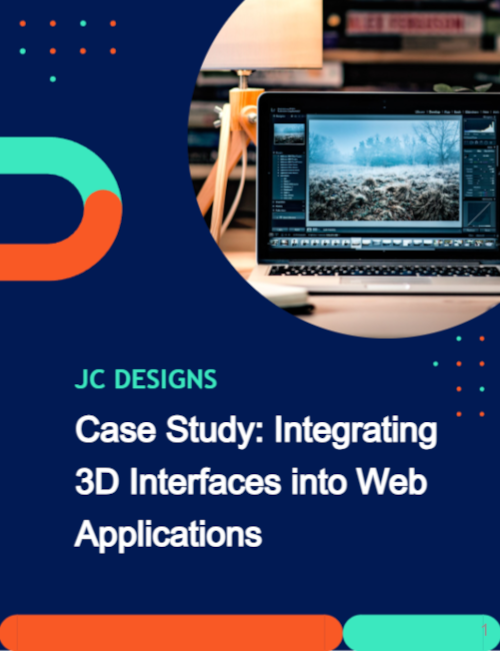 JC DESIGNS
Case Study: Integrating
3D Interfaces into Web
Applications
1